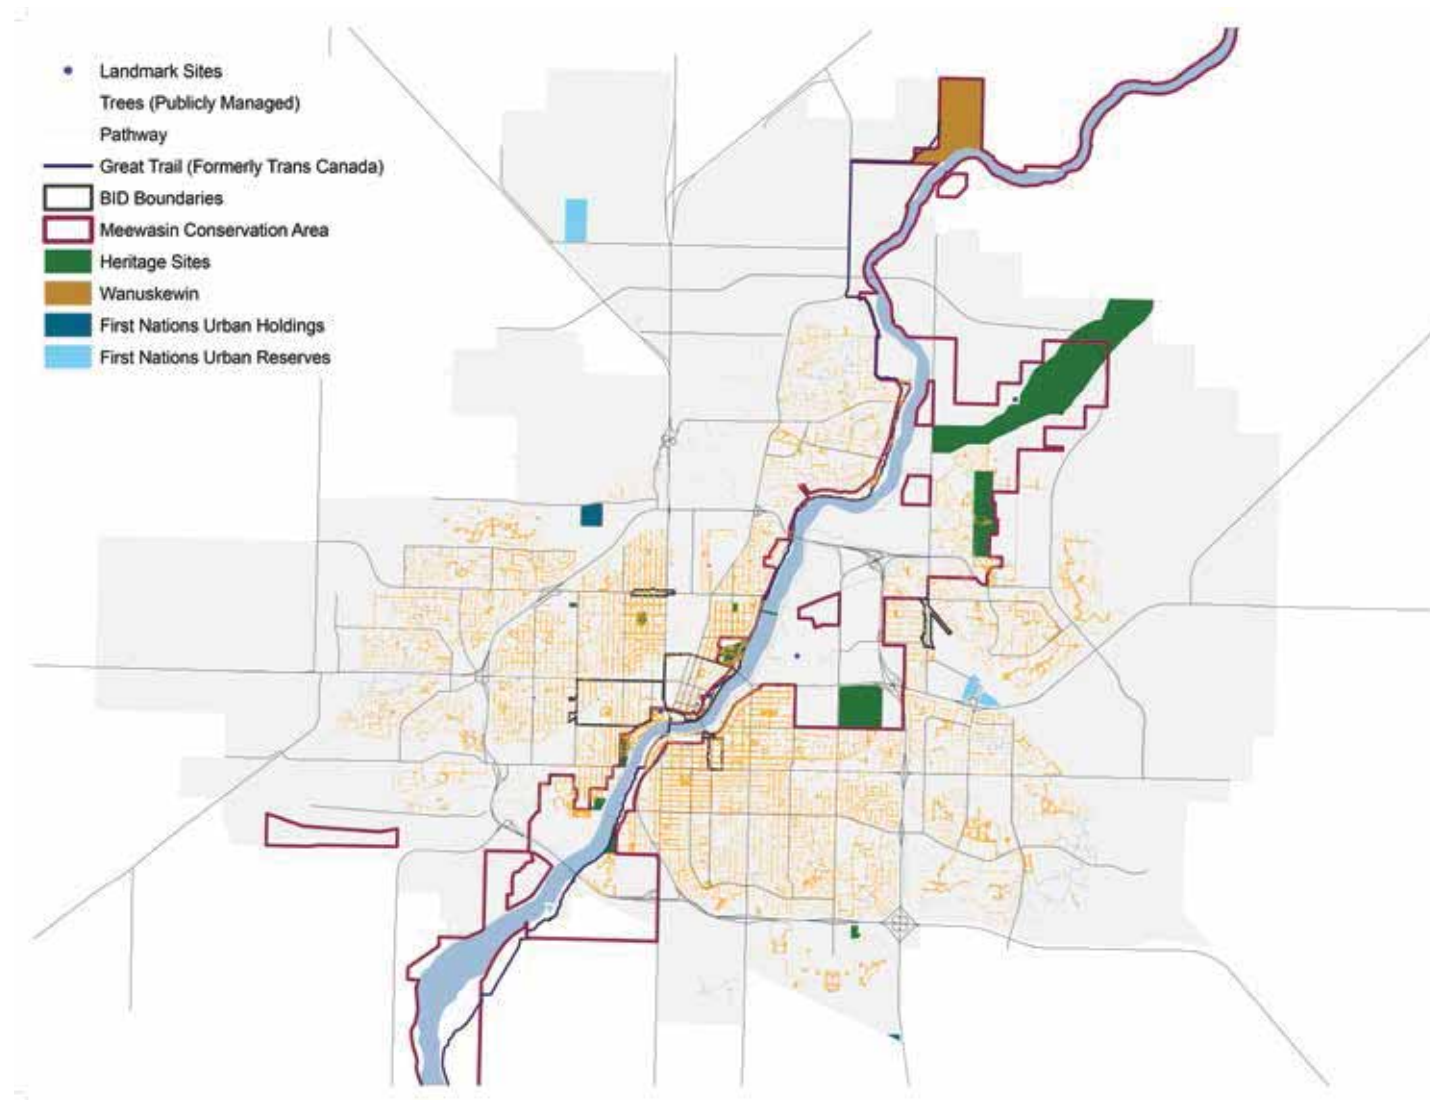 Landmark Sites
Trees (Publicly Managed)
Pathway
Great Trail (Formerly Trans Canada)
BID Boundaries
Meewasin Conservation Area
Heritage Sites
Wanuskewin
First Nations Urban Holdings
First Nations Urban Reserves